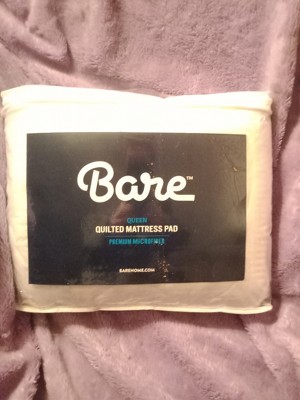 Bare™
QUEEN
QUILTED MATTRESS PAD
PREMIUM MICROFIBER
BAREHOME.COM